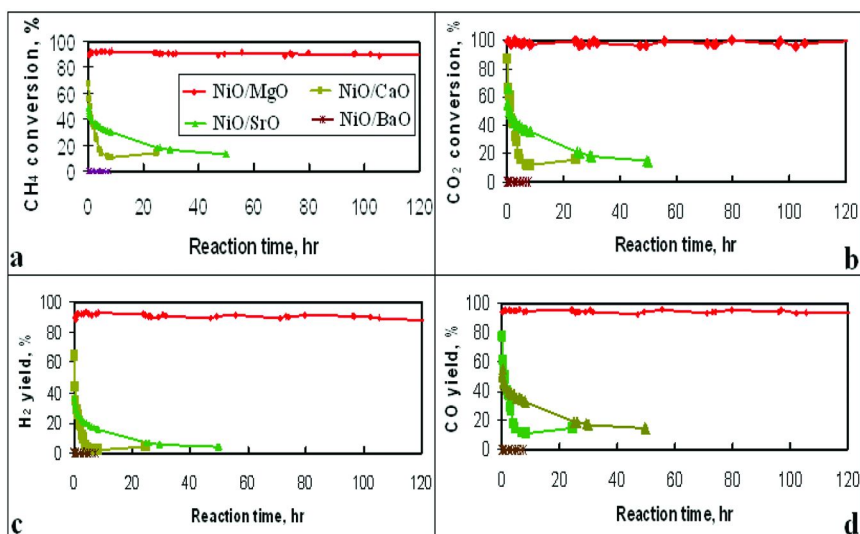 CH4 conversion, %
100
80
60
40
20
0
NiO/MgO
NiO/CaO
NiO/SrO
NiO/BaO
0 20 40 60 80 100 120
Reaction time, hr
a
CO2 conversion, %
100
80
60
40
20
0
0 20 40 60 80 100 120
Reaction time, hr
b
H2 yield, %
100
80
60
40
20
0
0 20 40 60 80 100 120
Reaction time, hr
c
CO yield, %
100
80
60
40
20
0
0 20 40 60 80 100 120
Reaction time, hr
d